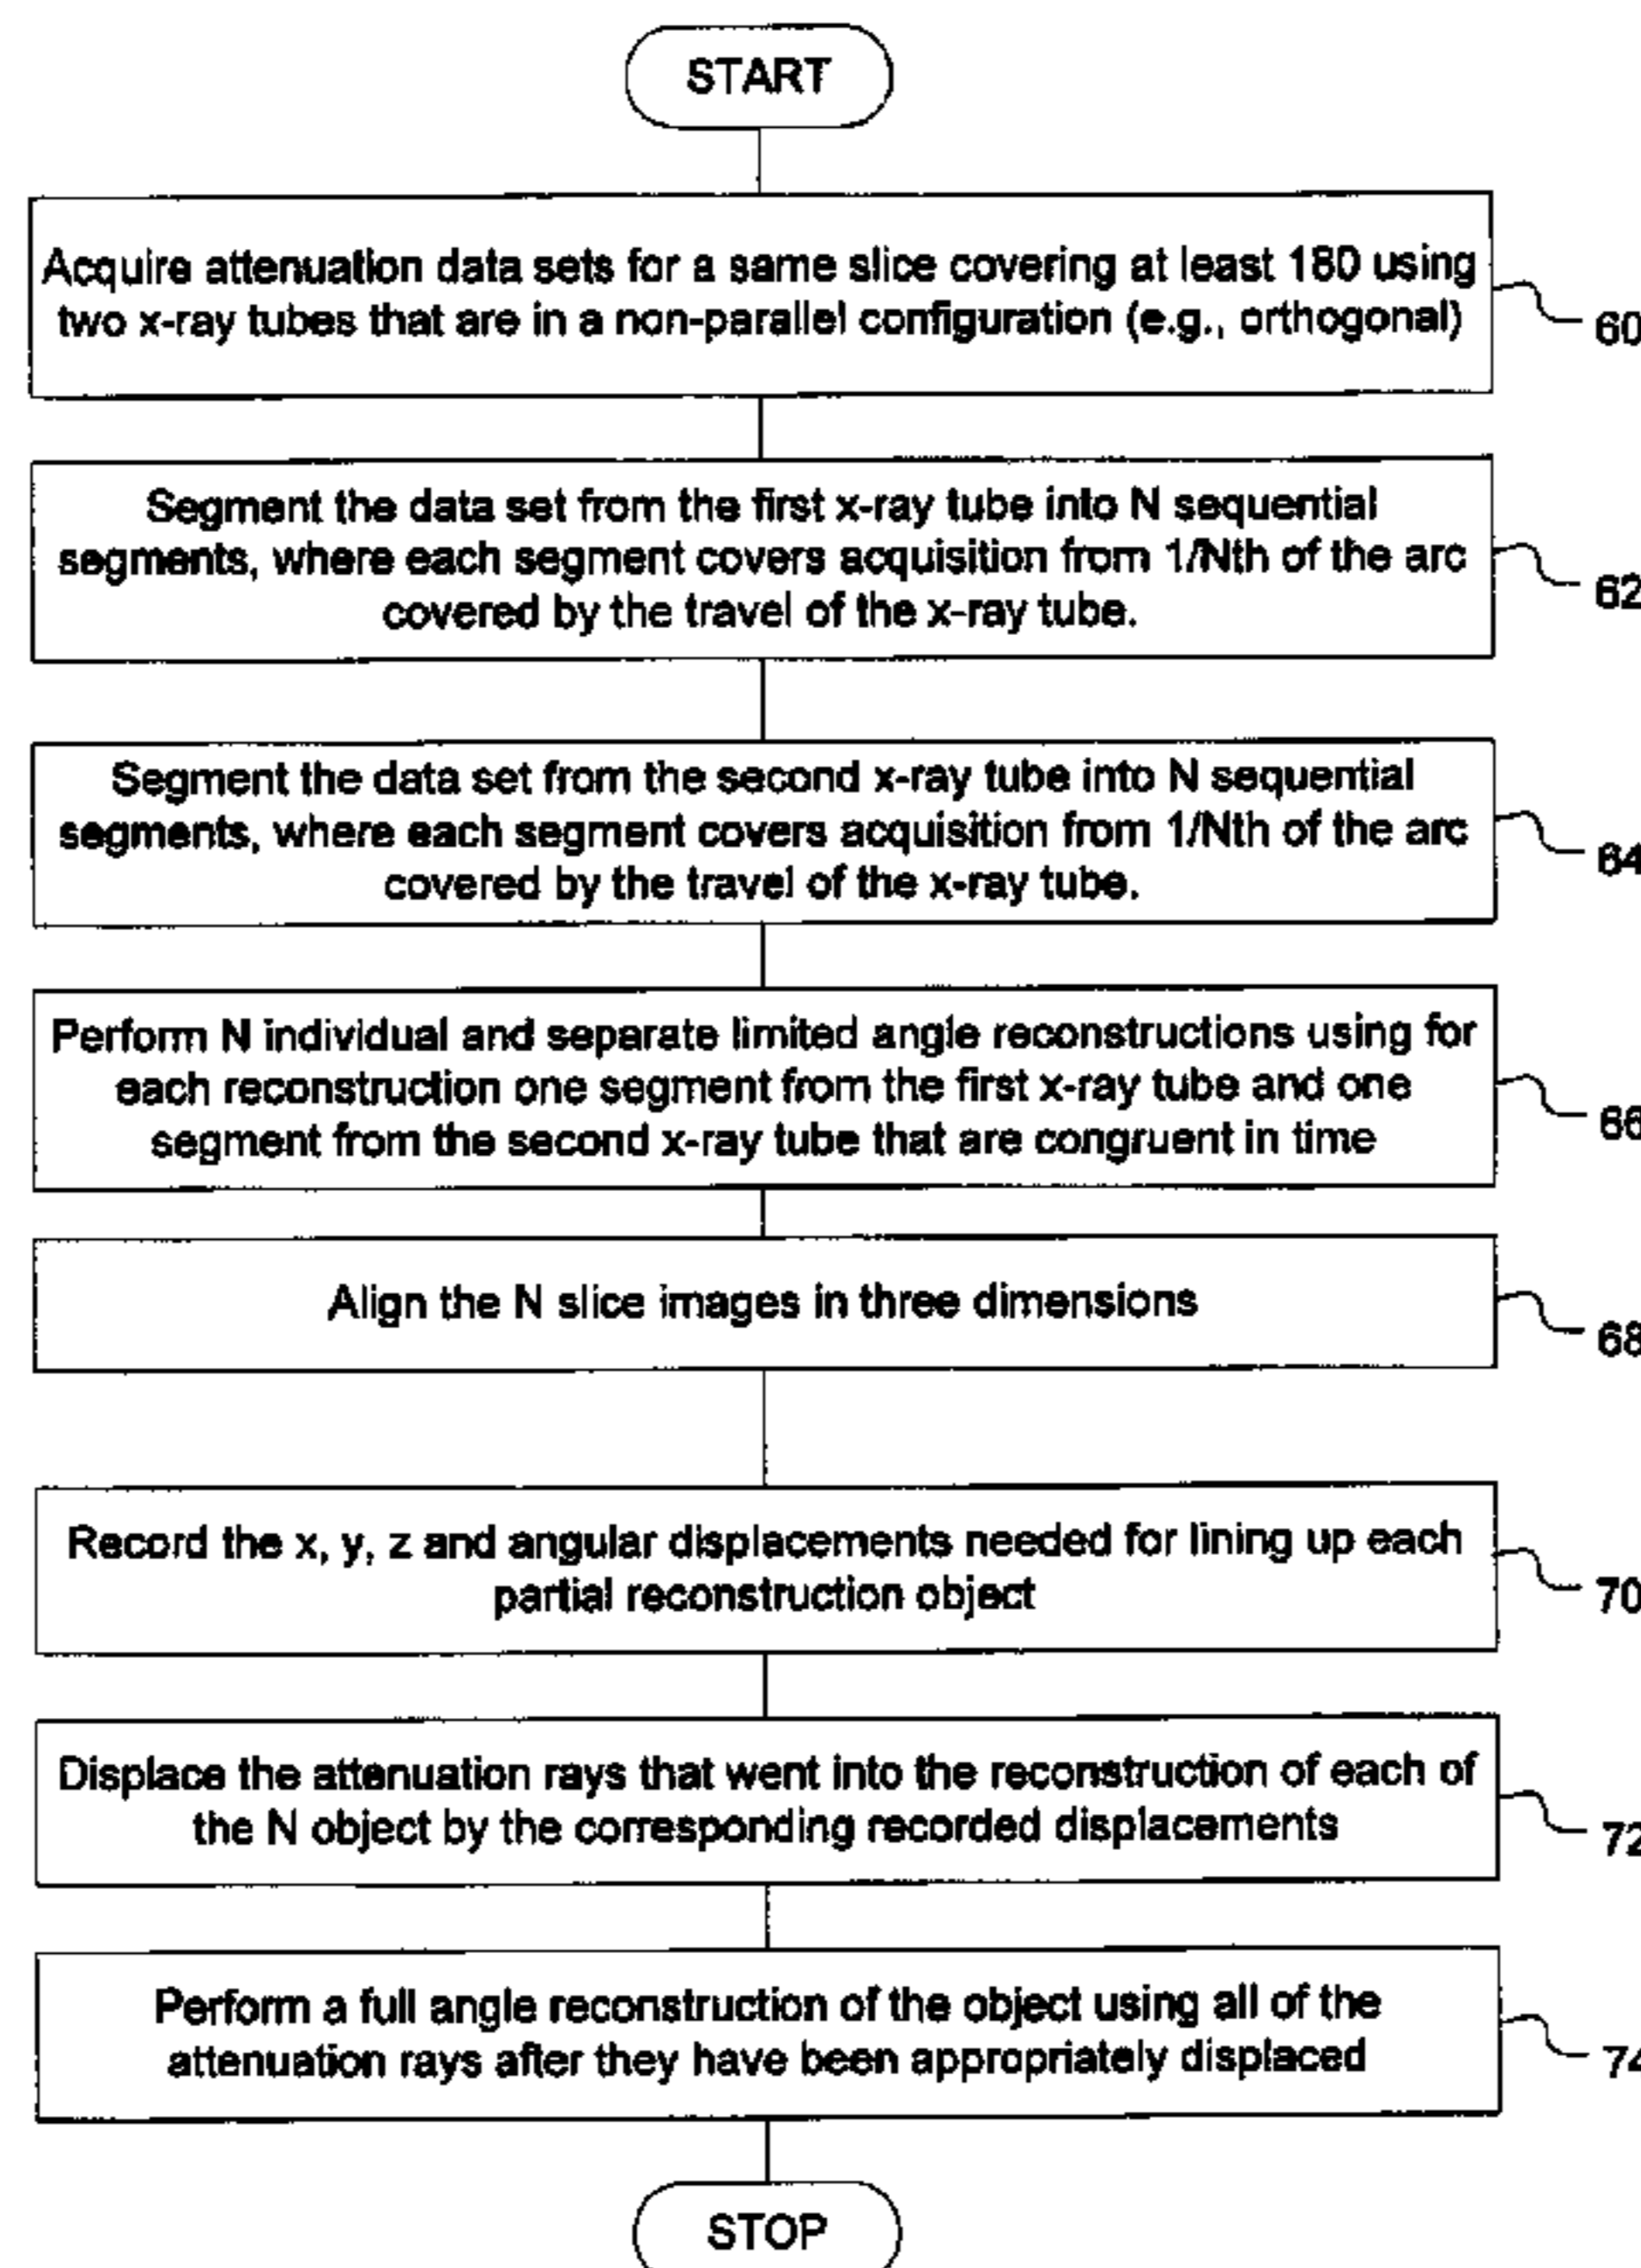 START
Acquire attenuation data sets for a same slice covering at least 180 using
two x-ray tubes that are in a non-parallel configuration (e.g., orthogonal)
60
Segment the data set from the first x-ray tube into N sequential
segments, where each segment covers acquisition from 1/Nth of the arc
covered by the travel of the x-ray tube.
62
Segment the data set from the second x-ray tube into N sequential
segments, where each segment covers acquisition from 1/Nth of the arc
covered by the travel of the x-ray tube.
64
Perform N individual and separate limited angle reconstructions using for
each reconstruction one segment from the first x-ray tube and one
segment from the second x-ray tube that are congruent in time
66
Align the N slice images in three dimensions
68
Record the x, y, z and angular displacements needed for lining up each
partial reconstruction object
70
Displace the attenuation rays that went into the reconstruction of each of
the N object by the corresponding recorded displacements
72
Perform a full angle reconstruction of the object using all of the
attenuation rays after they have been appropriately displaced
74
STOP